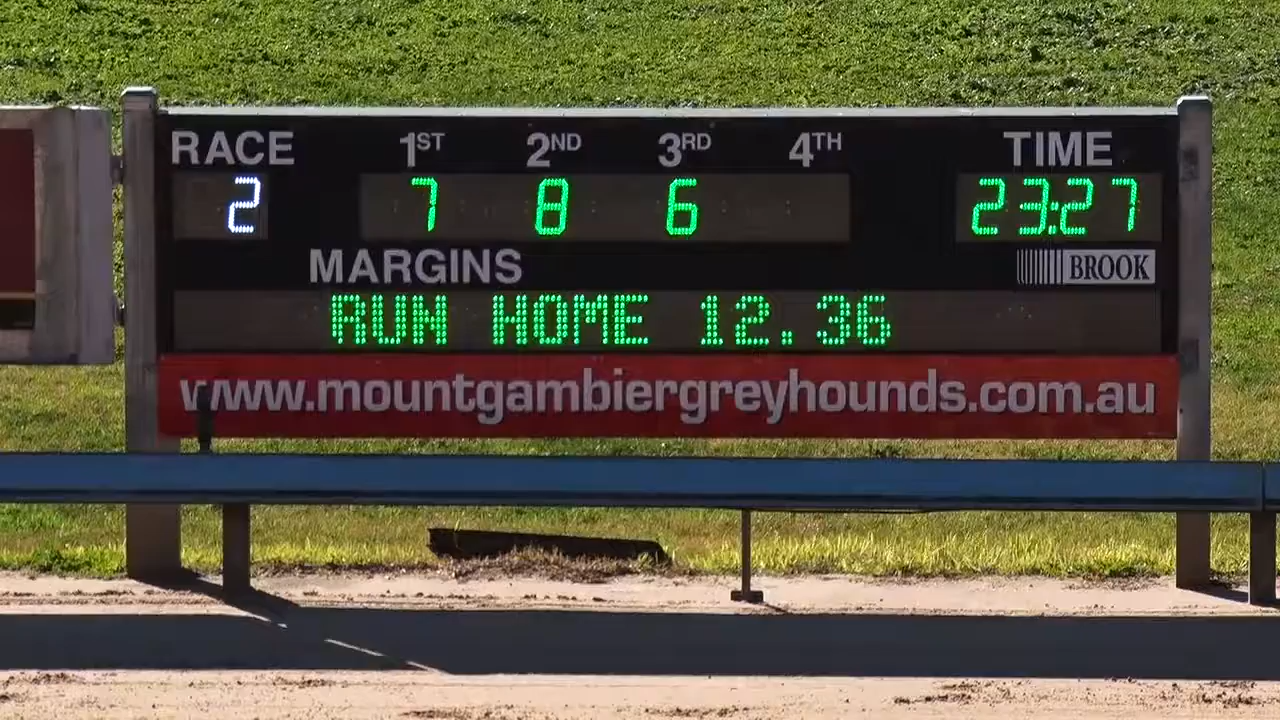 RACE 1ST 2ND 3RD 4TH TIME
2 7 8 6 23:27
MARGINS BROOK
RUN HOME 12.36
www.mountgambiergreyhounds.com.au